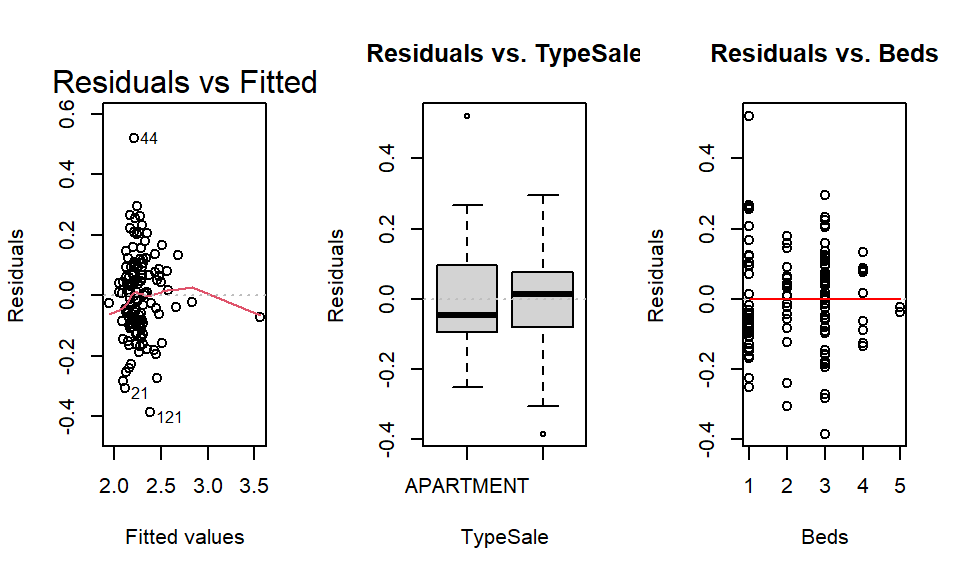 Residuals vs Fitted
Residuals
0.6
0.4
0.2
0.0
-0.2
-0.4
44
21
121
2.0 2.5 3.0 3.5
Fitted values
Residuals vs. TypeSale
Residuals
0.4
0.2
0.0
-0.2
-0.4
APARTMENT
TypeSale
Residuals vs. Beds
Residuals
0.4
0.2
0.0
-0.2
-0.4
1 2 3 4 5
Beds